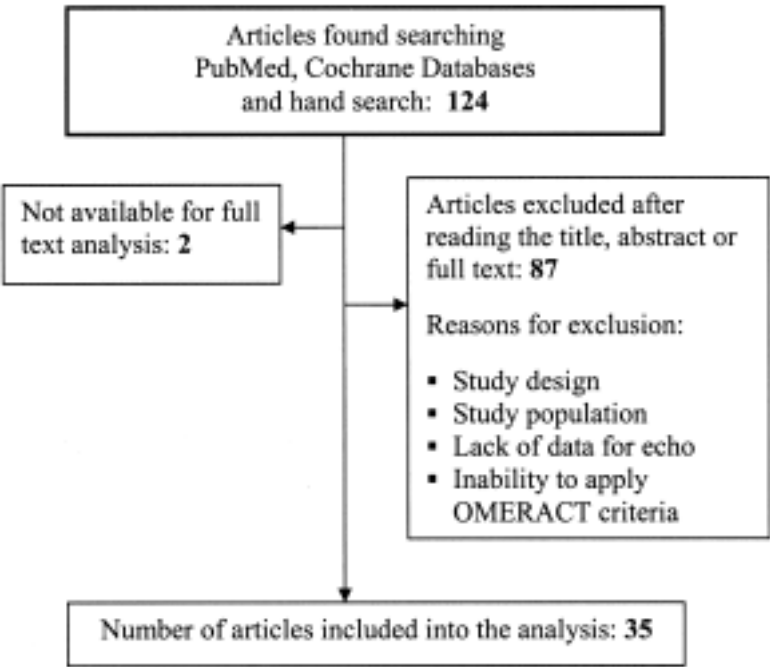 Articles found searching
PubMed, Cochrane Databases
and hand search: 124
Not available for full
text analysis: 2
Articles excluded after
reading the title, abstract or
full text: 87
Reasons for exclusion:
▪ Study design
▪ Study population
▪ Lack of data for echo
▪ Inability to apply
OMERACT criteria
Number of articles included into the analysis: 35